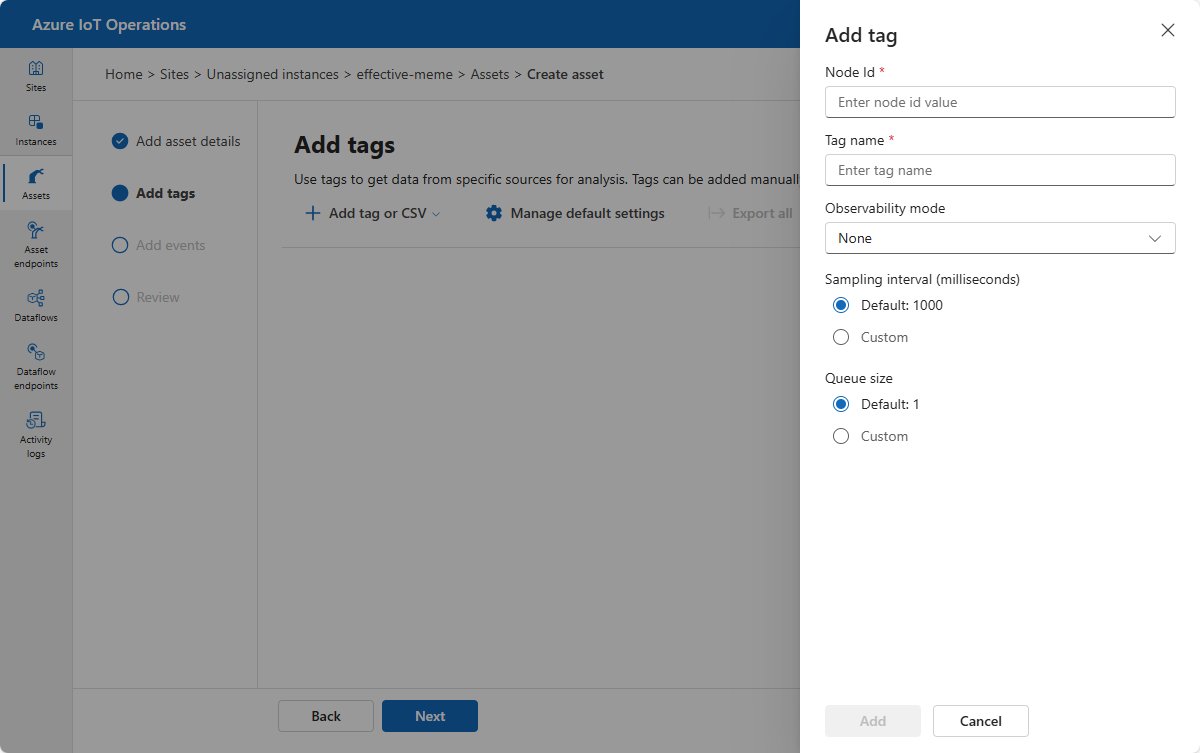 Azure IoT Operations
Sites
Instances
Assets
Asset
endpoints
Dataflows
Dataflow
endpoints
Activity
logs
Home > Sites > Unassigned instances > effective-meme > Assets > Create asset
Add asset details
Add tags
Add events
Review
Add tags
Use tags to get data from specific sources for analysis. Tags can be added manually
Add tag or CSV
Manage default settings
Export all
Back
Next
Add tag
Node Id *
Enter node id value
Tag name *
Enter tag name
Observability mode
None
Sampling interval (milliseconds)
Default: 1000
Custom
Queue size
Default: 1
Custom
Add
Cancel